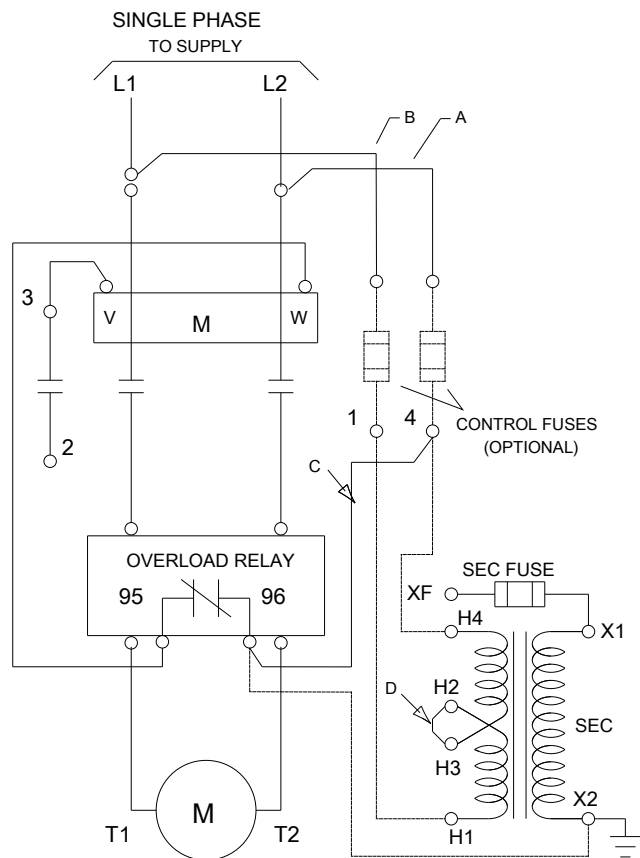 SINGLE PHASE
TO SUPPLY
L1
L2
B
A
3
V
M
W
2
1
4
CONTROL FUSES
(OPTIONAL)
C
OVERLOAD RELAY
95
96
SEC FUSE
XF
H4
X1
H2
D
SEC
H3
X2
H1
M
T1
T2